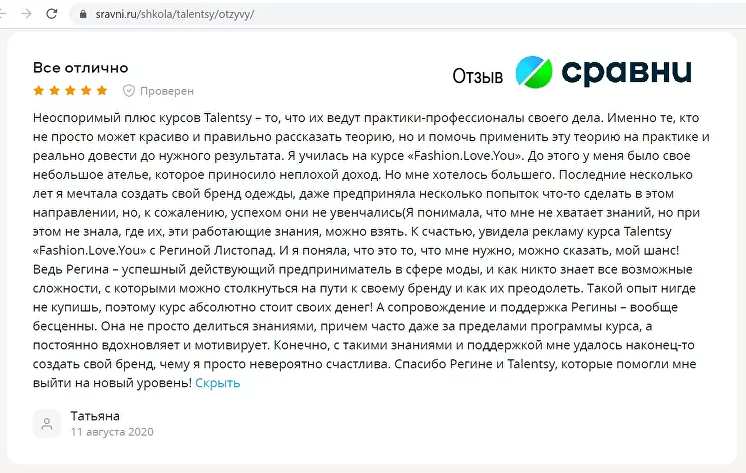 sravni.ru/shkola/talentsy/otzyvy/
Все отлично
Отзыв сравни
Проверен
Неоспоримый плюс курсов Talentsy – то, что их ведут практики-профессионалы своего дела. Именно те, кто
не просто может красиво и правильно рассказать теорию, но и помочь применить эту теорию на практике и
реально довести до нужного результата. Я училась на курсе «Fashion.Love.You». До этого у меня было свое
небольшое ателье, которое приносило неплохой доход. Но мне хотелось большего. Последние несколько
лет я мечтала создать свой бренд одежды, даже предприняла несколько попыток что-то сделать в этом
направлении, но, к сожалению, успехом они не увенчались(Я понимала, что мне не хватает знаний, но при
этом не знала, где их, эти работающие знания, можно взять. К счастью, увидела рекламу курса Talentsy
«Fashion.Love.You» с Региной Листопад. И я поняла, что это то, что мне нужно, можно сказать, мой шанс!
Ведь Регина – успешный действующий предприниматель в сфере моды, и как никто знает все возможные
сложности, с которыми можно столкнуться на пути к своему бренду и как их преодолеть. Такой опыт нигде
не купишь, поэтому курс абсолютно стоит своих денег! А сопровождение и поддержка Регины – вообще
бесценны. Она не просто делиться знаниями, причем часто даже за пределами программы курса, а
постоянно вдохновляет и мотивирует. Конечно, с такими знаниями и поддержкой мне удалось наконец-то
создать свой бренд, чему я просто невероятно счастлива. Спасибо Регине и Talentsy, которые помогли мне
выйти на новый уровень! Скрыть
Татьяна
11 августа 2020